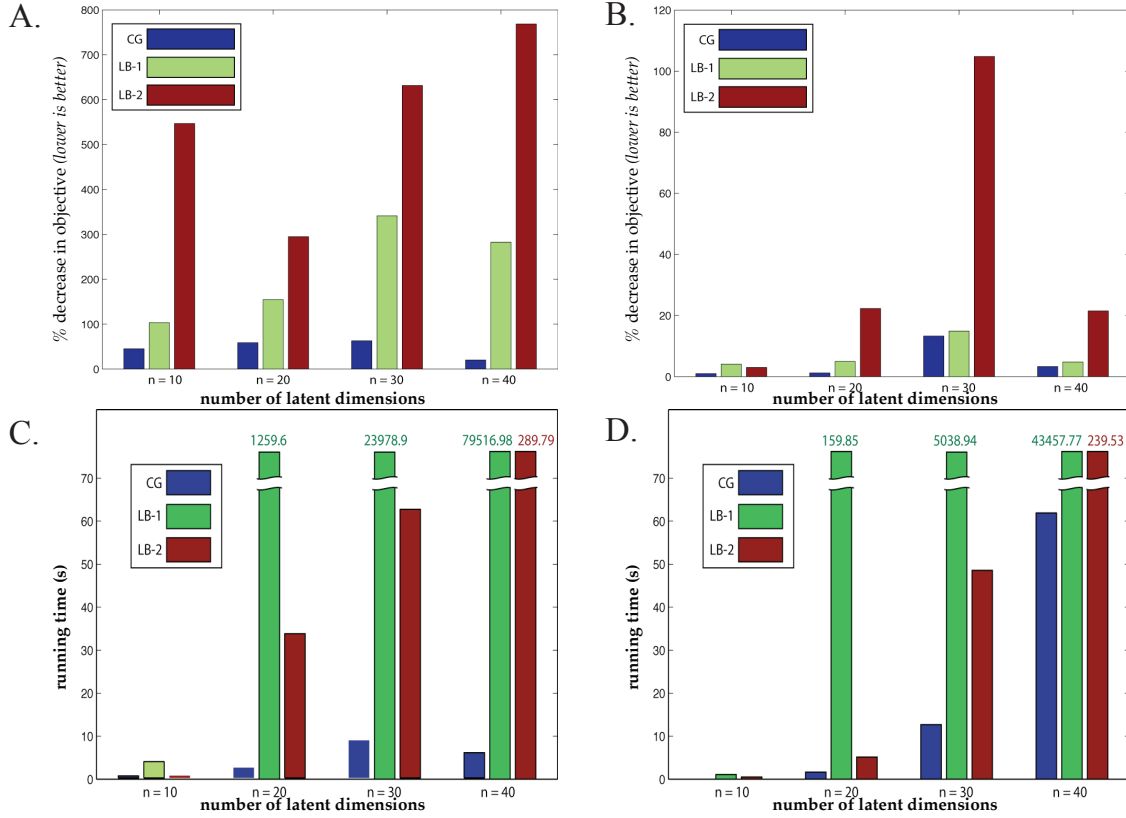 A.
800
700
600
500
400
300
200
100
0
% decrease in objective (lower is better)
CG
LB-1
LB-2
n = 10
n = 20
n = 30
n = 40
number of latent dimensions
B.
120
100
80
60
40
20
0
% decrease in objective (lower is better)
CG
LB-1
LB-2
n = 10
n = 20
n = 30
n = 40
number of latent dimensions
C.
1259.6
23978.9
79516.98
289.79
70
60
50
40
30
20
10
0
running time (s)
CG
LB-1
LB-2
n = 10
n = 20
n = 30
n = 40
number of latent dimensions
D.
159.85
5038.94
43457.77
239.53
70
60
50
40
30
20
10
0
running time (s)
CG
LB-1
LB-2
n = 10
n = 20
n = 30
n = 40
number of latent dimensions